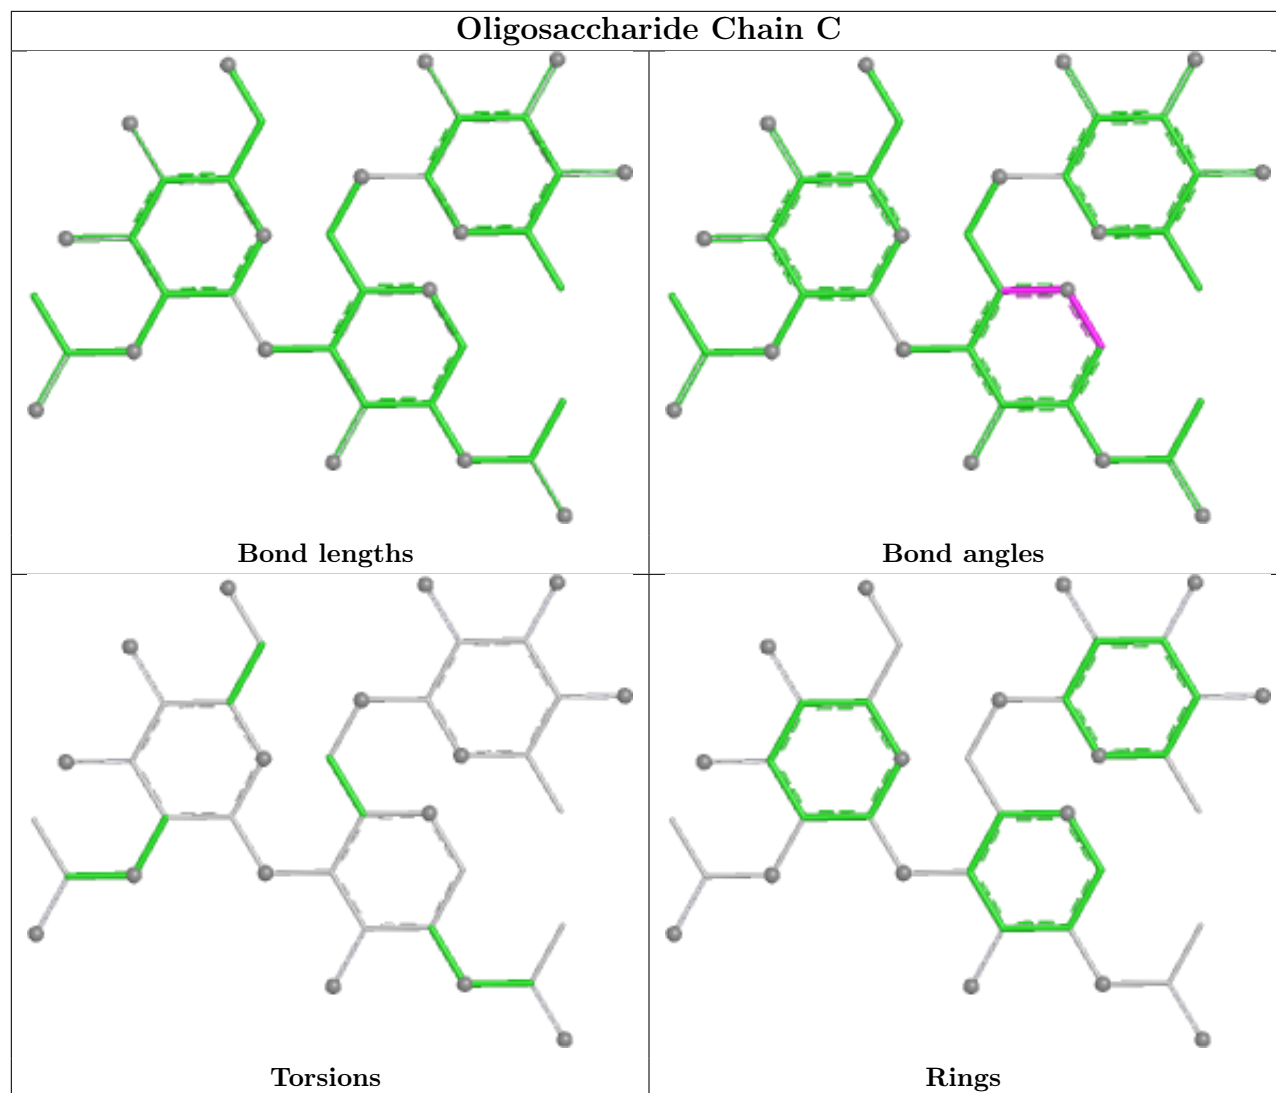 Oligosaccharide Chain C
Bond lengths
Bond angles
Torsions
Rings